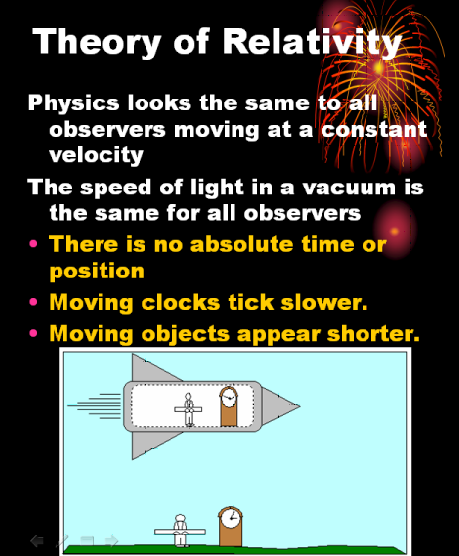 Theory of Relativity
Physics looks the same to all
observers moving at a constant
velocity
The speed of light in a vacuum is
the same for all observers
• There is no absolute time or
position
• Moving clocks tick slower.
• Moving objects appear shorter.